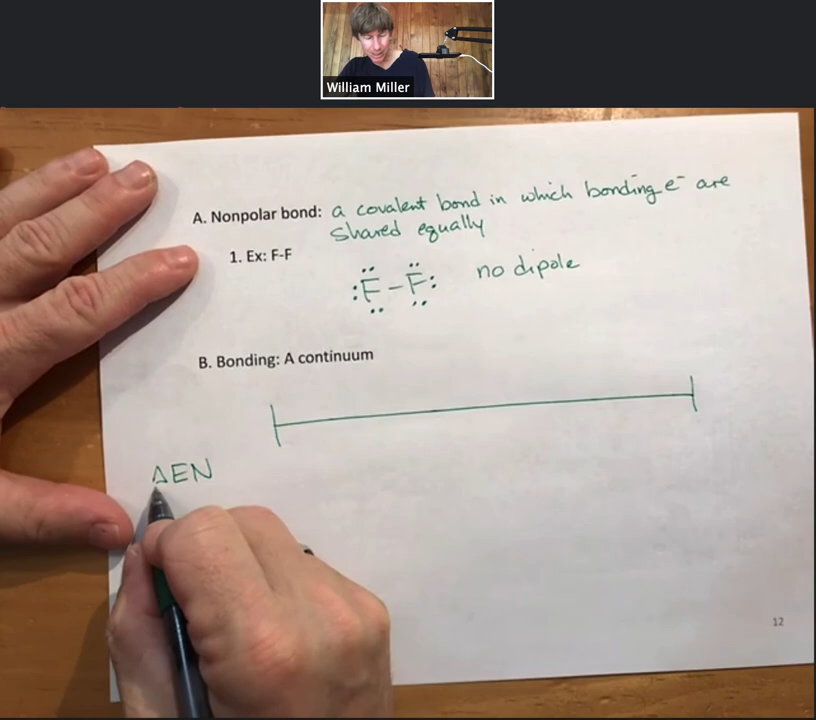 William Miller
A. Nonpolar bond: a covalent bond in which bonding e⁻ are
shared equally
1. Ex: F-F
:F̤̈-F̤̈: no dipole
B. Bonding: A continuum
ΔEN
12